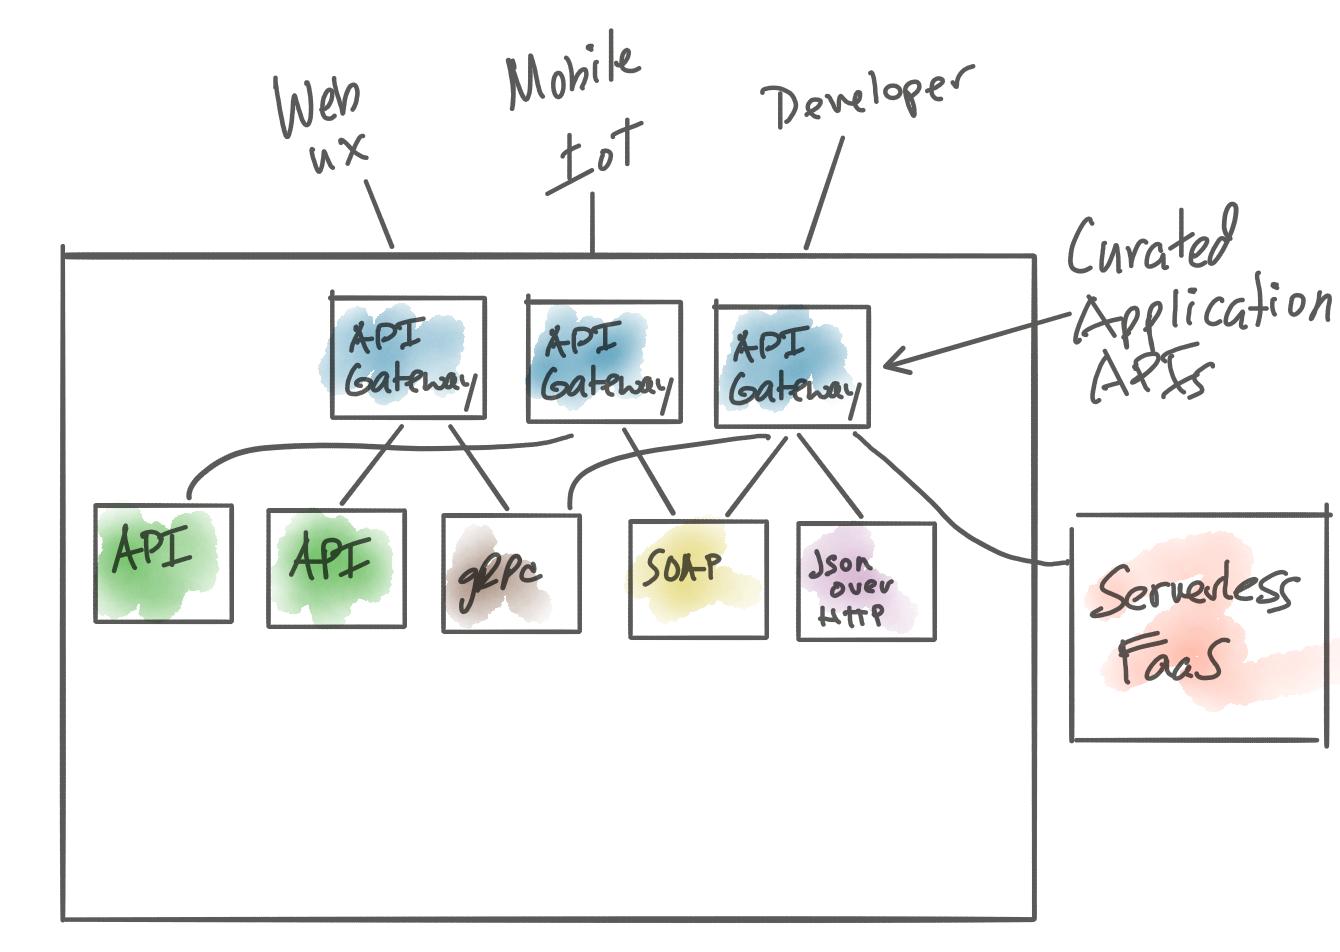 Web
UX
Mobile
IoT
Developer
Curated
Application
APIs
API
Gateway
API
Gateway
API
Gateway
API
API
gRPC
SOAP
Json
over
HTTP
Serverless
FaaS